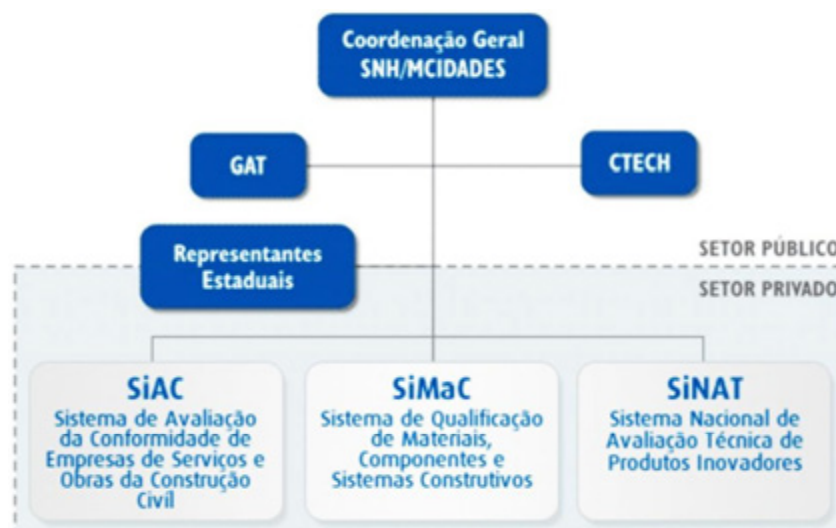 Coordenação Geral
SNH/MCIDADES
GAT
CTECH
Representantes
Estaduais
SETOR PÚBLICO
SETOR PRIVADO
SiAC
Sistema de Avaliação
da Conformidade de
Empresas de Serviços e
Obras da Construção
Civil
SiMaC
Sistema de Qualificação
de Materiais,
Componentes e
Sistemas Construtivos
SiNAT
Sistema Nacional de
Avaliação Técnica de
Produtos Inovadores